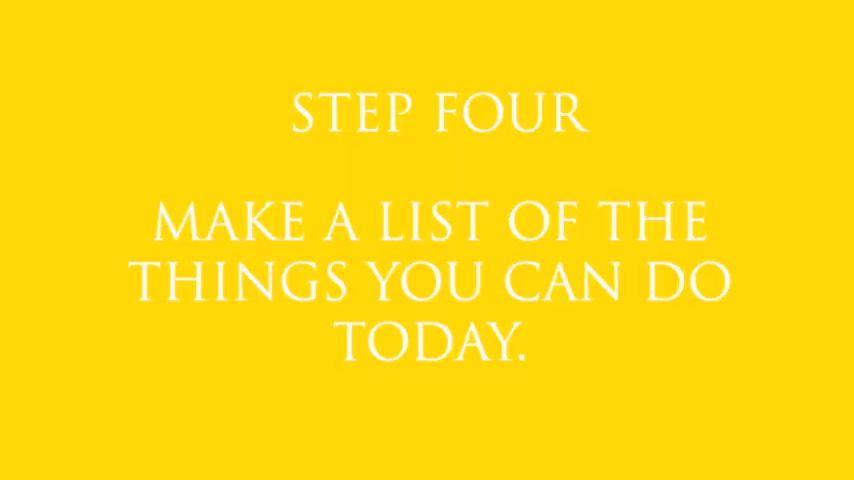 STEP FOUR
MAKE A LIST OF THE
THINGS YOU CAN DO
TODAY.